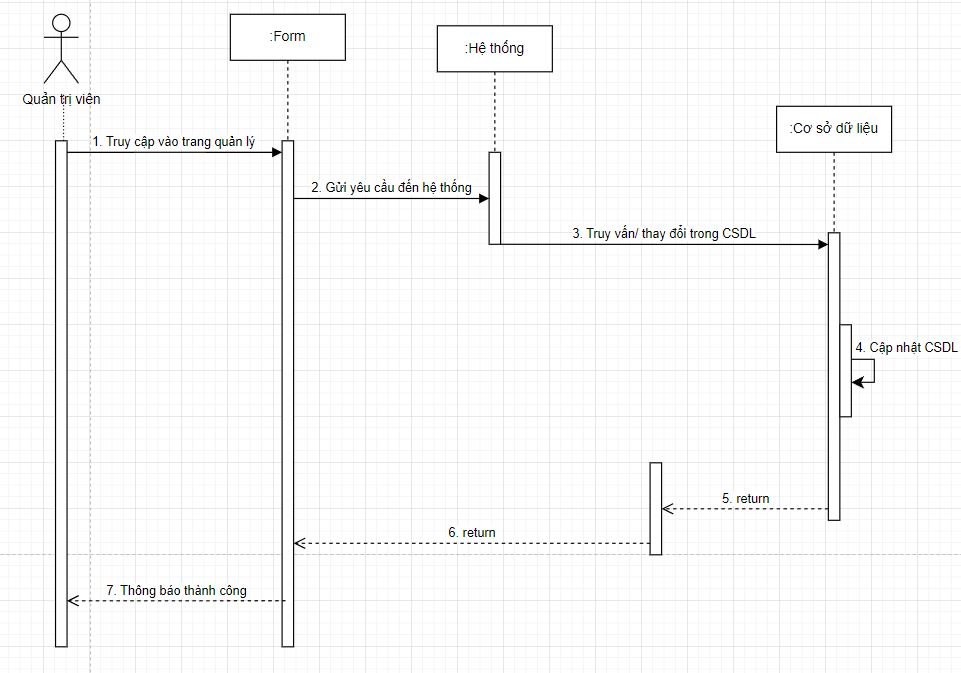 :Form
:Hệ thống
Quản trị viên
:Cơ sở dữ liệu
1. Truy cập vào trang quản lý
2. Gửi yêu cầu đến hệ thống
3. Truy vấn/ thay đổi trong CSDL
4. Cập nhật CSDL
5. return
6. return
7. Thông báo thành công